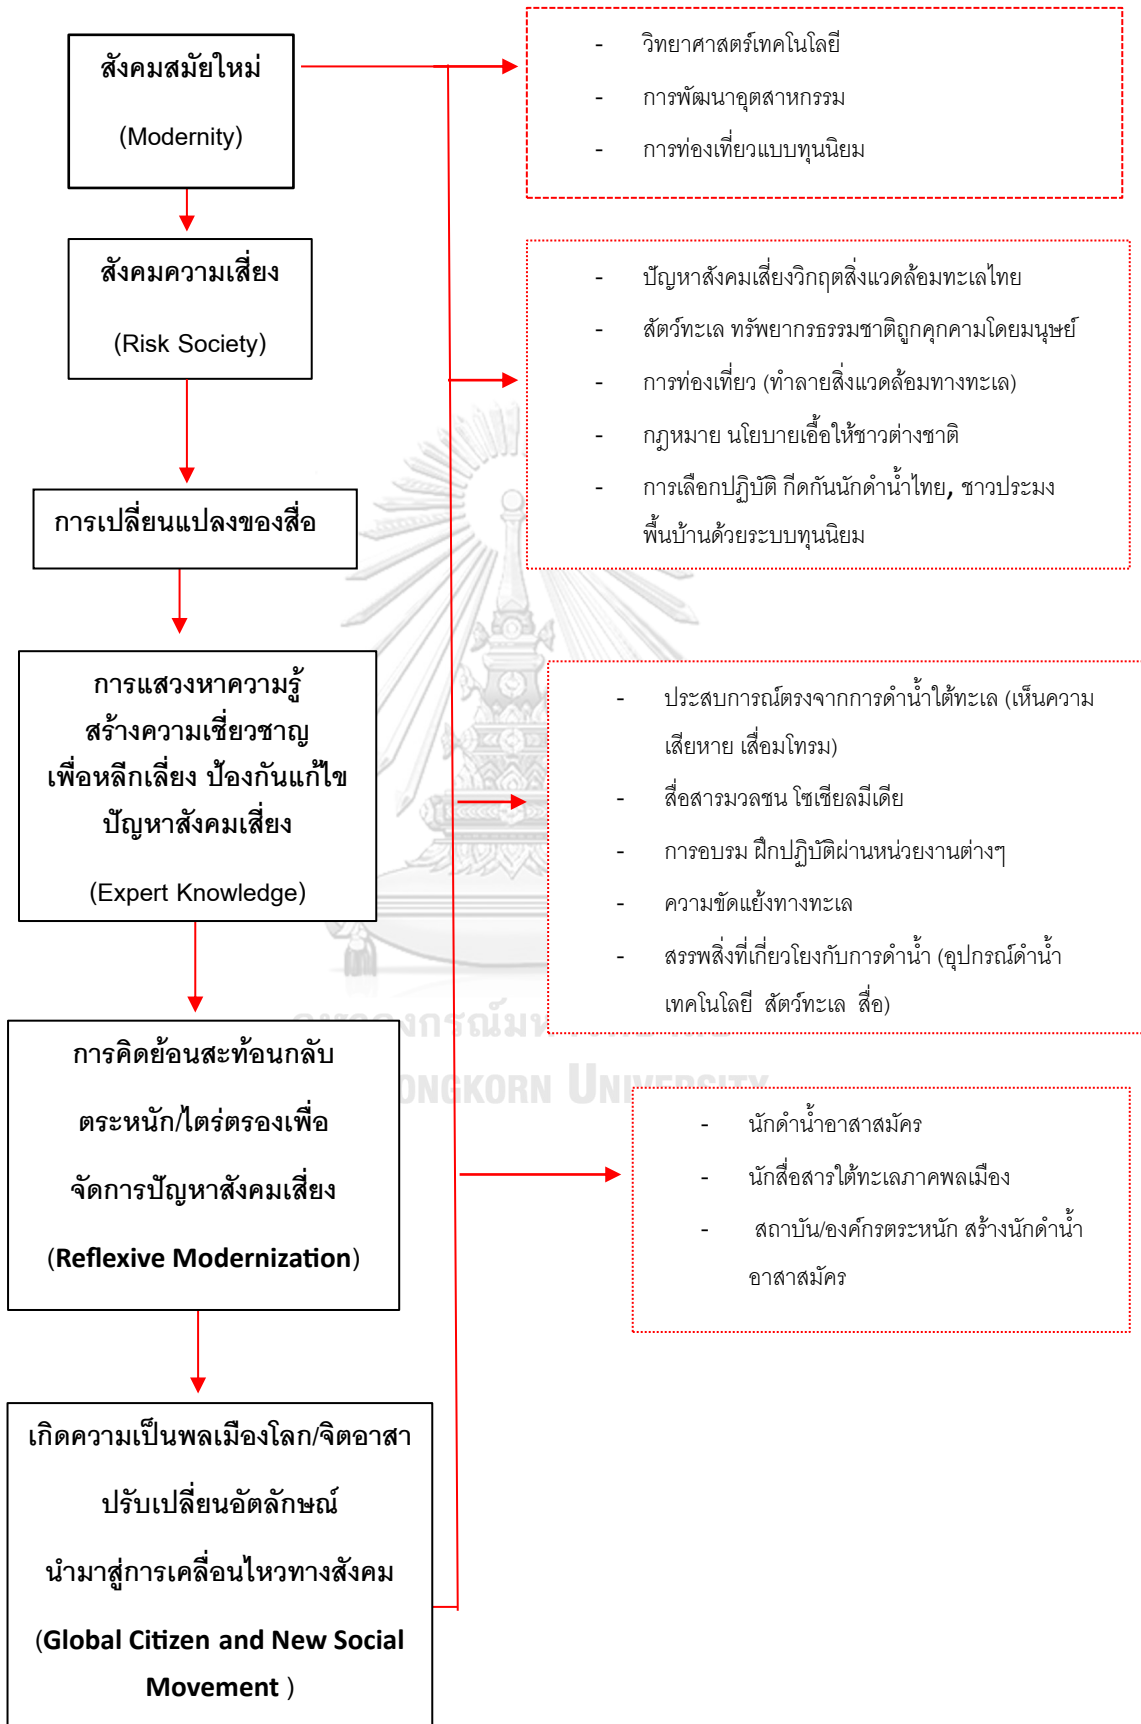 สังคมสมัยใหม่
(Modernity)
- วิทยาศาสตร์เทคโนโลยี
- การพัฒนาอุตสาหกรรม
- การท่องเที่ยวแบบทุนนิยม
สังคมความเสี่ยง
(Risk Society)
- ปัญหาสังคมเสี่ยงวิกฤตสิ่งแวดล้อมทะเลไทย
- สัตว์ทะเล ทรัพยากรธรรมชาติถูกคุกคามโดยมนุษย์
- การท่องเที่ยว (ทำลายสิ่งแวดล้อมทางทะเล)
- กฎหมาย นโยบายเอื้อให้ชาวต่างชาติ
- การเลือกปฏิบัติ กีดกันนักดำน้ำไทย, ชาวประมง
พื้นบ้านด้วยระบบทุนนิยม
การเปลี่ยนแปลงของสื่อ
การแสวงหาความรู้
สร้างความเชี่ยวชาญ
เพื่อหลีกเลี่ยง ป้องกันแก้ไข
ปัญหาสังคมเสี่ยง
(Expert Knowledge)
- ประสบการณ์ตรงจากการดำน้ำใต้ทะเล (เห็นความ
เสียหาย เสื่อมโทรม)
- สื่อสารมวลชน โซเชียลมีเดีย
- การอบรม ฝึกปฏิบัติผ่านหน่วยงานต่างๆ
- ความขัดแย้งทางทะเล
- สรรพสิ่งที่เกี่ยวโยงกับการดำน้ำ (อุปกรณ์ดำน้ำ
เทคโนโลยี สัตว์ทะเล สื่อ)
การคิดย้อนสะท้อนกลับ
ตระหนัก/ไตร่ตรองเพื่อ
จัดการปัญหาสังคมเสี่ยง
(Reflexive Modernization)
- นักดำน้ำอาสาสมัคร
- นักสื่อสารใต้ทะเลภาคพลเมือง
- สถาบัน/องค์กรตระหนัก สร้างนักดำน้ำ
อาสาสมัคร
เกิดความเป็นพลเมืองโลก/จิตอาสา
ปรับเปลี่ยนอัตลักษณ์
นำมาสู่การเคลื่อนไหวทางสังคม
(Global Citizen and New Social
Movement )